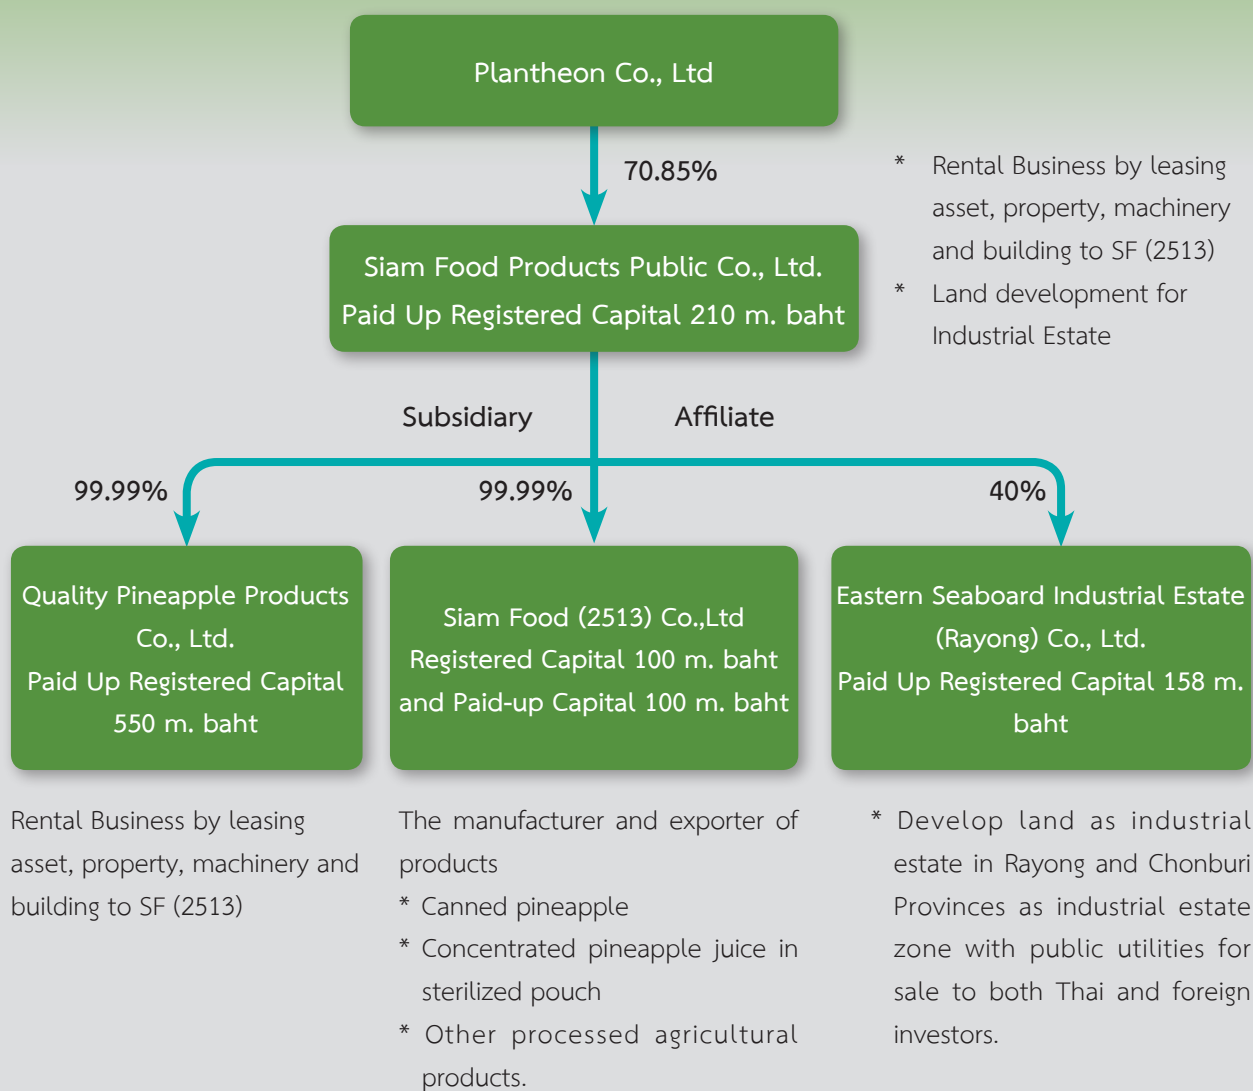 Plantheon Co., Ltd
70.85%
* Rental Business by leasing
asset, property, machinery
and building to SF (2513)
* Land development for
Industrial Estate
Siam Food Products Public Co., Ltd.
Paid Up Registered Capital 210 m. baht
Subsidiary
Affiliate
99.99%
99.99%
40%
Quality Pineapple Products
Co., Ltd.
Paid Up Registered Capital
550 m. baht
Siam Food (2513) Co.,Ltd
Registered Capital 100 m. baht
and Paid-up Capital 100 m. baht
Eastern Seaboard Industrial Estate
(Rayong) Co., Ltd.
Paid Up Registered Capital 158 m.
baht
Rental Business by leasing
asset, property, machinery and
building to SF (2513)
The manufacturer and exporter of
products
* Canned pineapple
* Concentrated pineapple juice in
sterilized pouch
* Other processed agricultural
products.
* Develop land as industrial
estate in Rayong and Chonburi
Provinces as industrial estate
zone with public utilities for
sale to both Thai and foreign
investors.